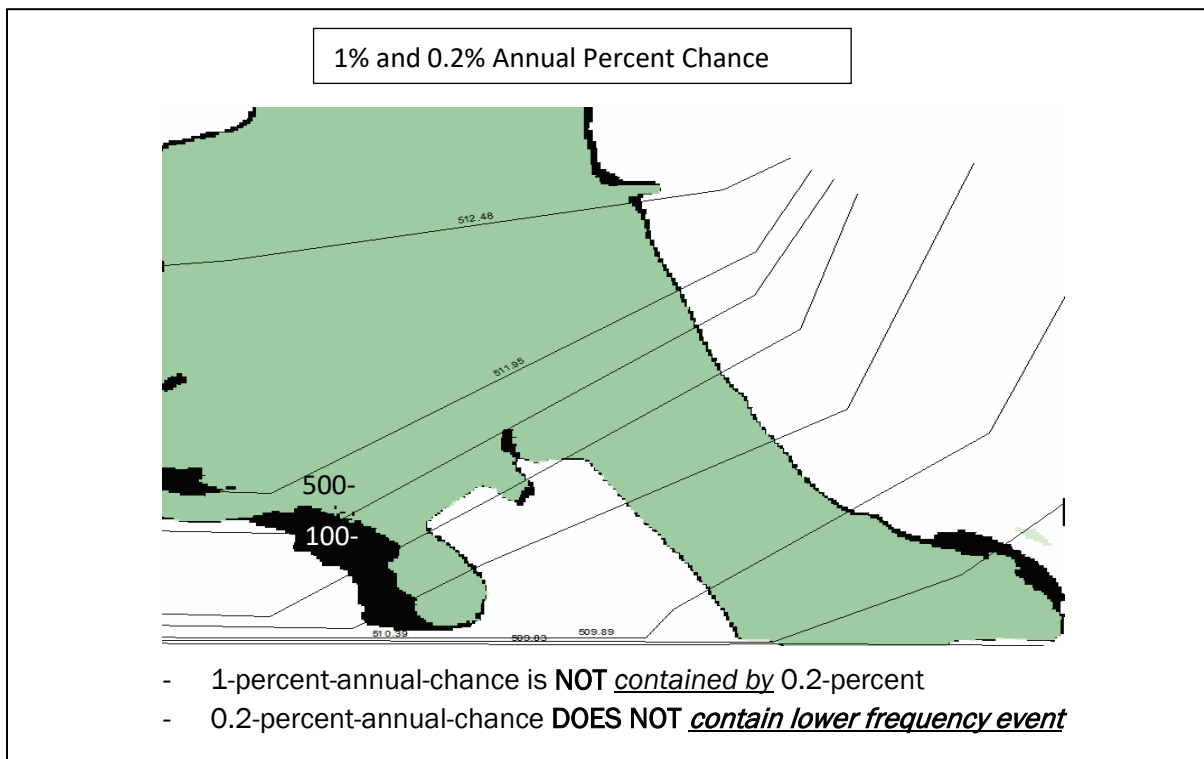 1% and 0.2% Annual Percent Chance
512.48
511.95
500-
100-
510.39
509.83
509.89
- 1-percent-annual-chance is NOT contained by 0.2-percent
- 0.2-percent-annual-chance DOES NOT contain lower frequency event